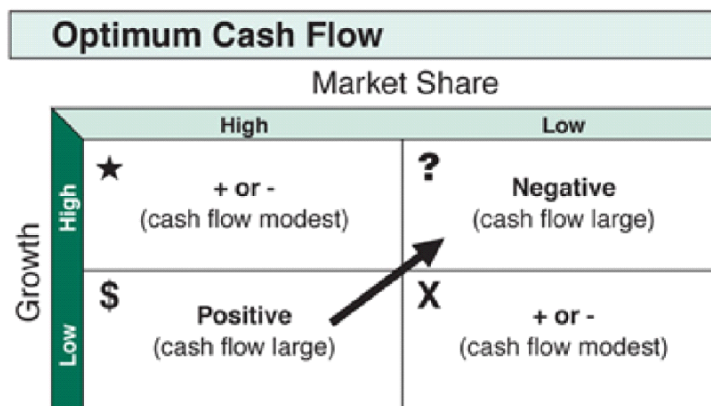 Optimum Cash Flow
Market Share
High Low
Growth
High
★ + or -
(cash flow modest)
? Negative
(cash flow large)
Low
$ Positive
(cash flow large)
X + or -
(cash flow modest)